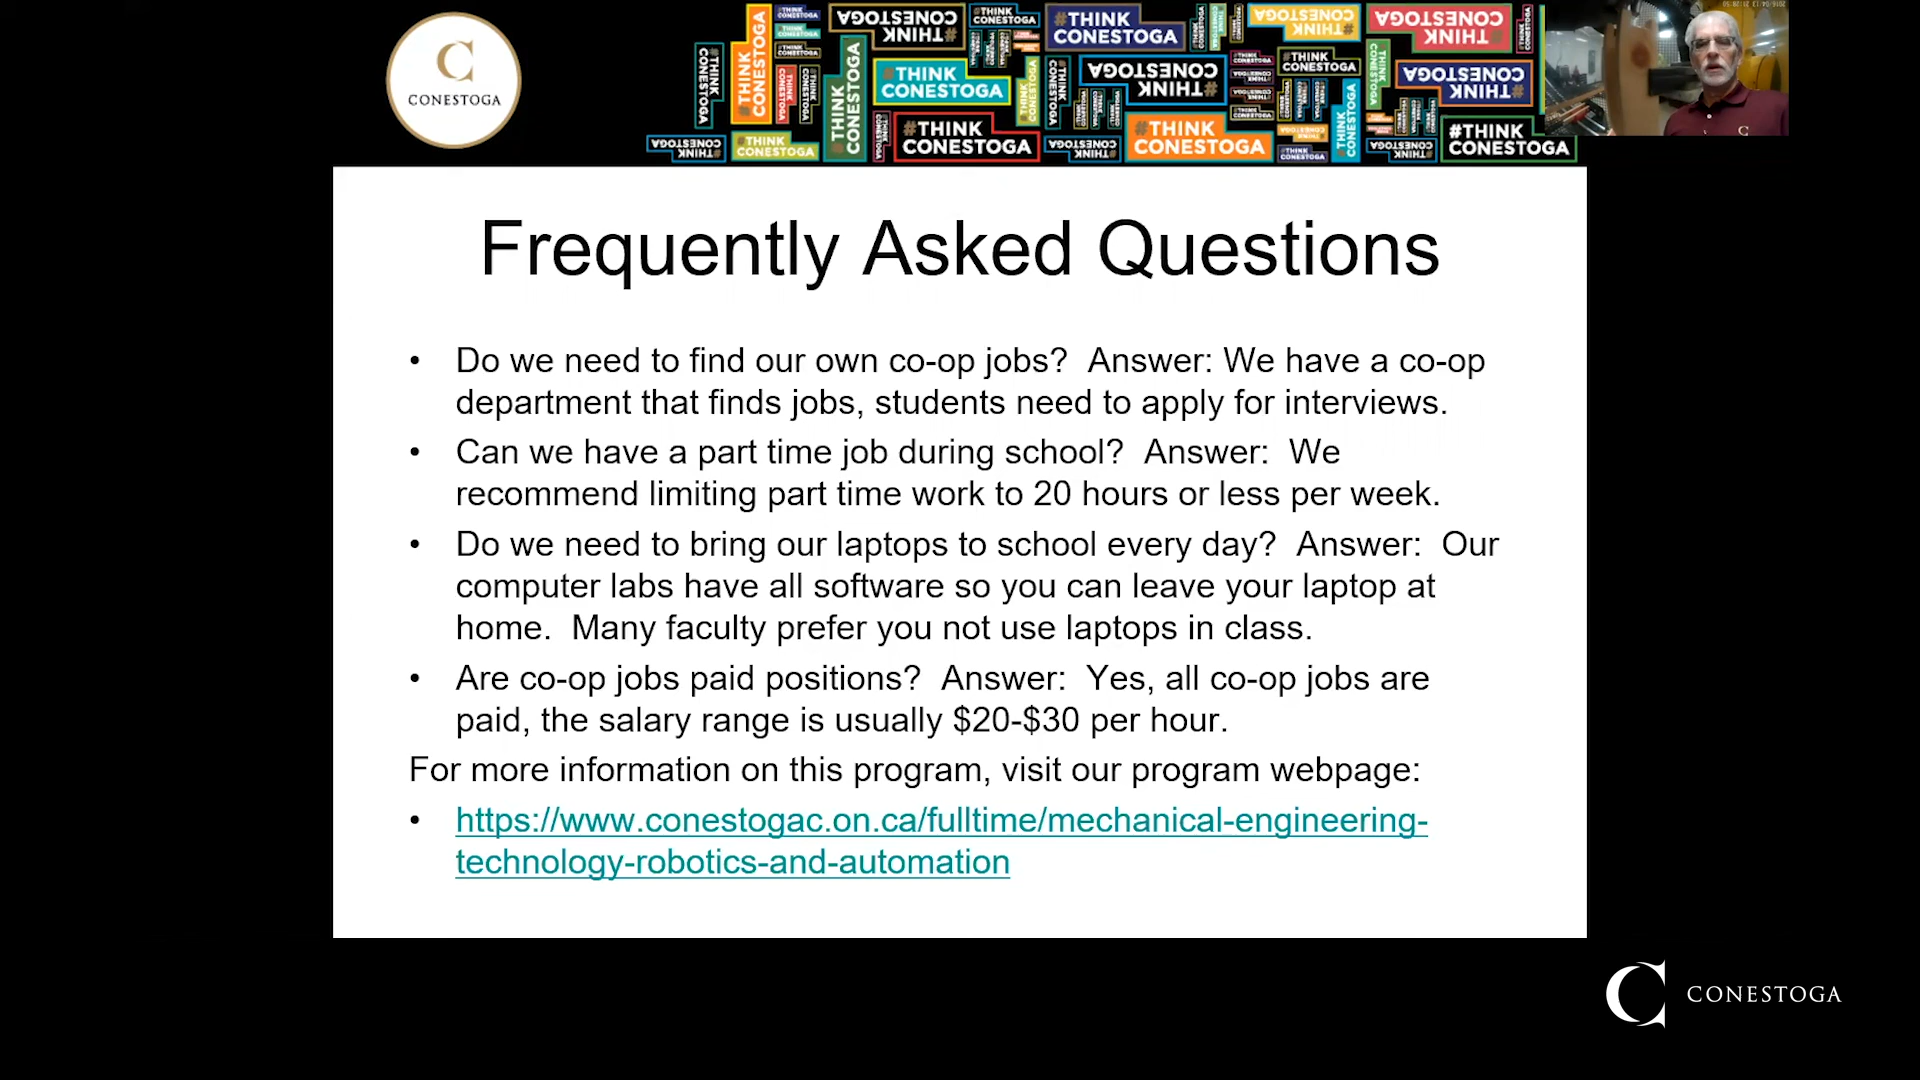 CONESTOGA
#THINK
CONESTOGA
Frequently Asked Questions
• Do we need to find our own co-op jobs?  Answer: We have a co-op
department that finds jobs, students need to apply for interviews.
• Can we have a part time job during school?  Answer:  We
recommend limiting part time work to 20 hours or less per week.
• Do we need to bring our laptops to school every day?  Answer:  Our
computer labs have all software so you can leave your laptop at
home.  Many faculty prefer you not use laptops in class.
• Are co-op jobs paid positions?  Answer:  Yes, all co-op jobs are
paid, the salary range is usually $20-$30 per hour.
For more information on this program, visit our program webpage:
• https://www.conestogac.on.ca/fulltime/mechanical-engineering-
technology-robotics-and-automation
CONESTOGA